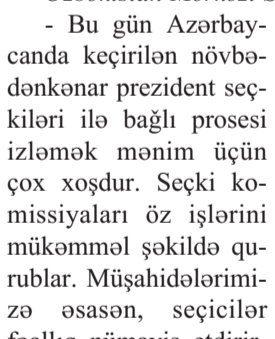 - Bu gün Azərbay-
canda keçirilən növbə-
dənkənar prezident seç-
kiləri ilə bağlı prosesi
izləmək mənim üçün
çox xoşdur. Seçki ko-
missiyaları öz işlərini
mükəmməl şəkildə qu-
rublar. Müşahidələrimi-
zə əsasən, seçicilər